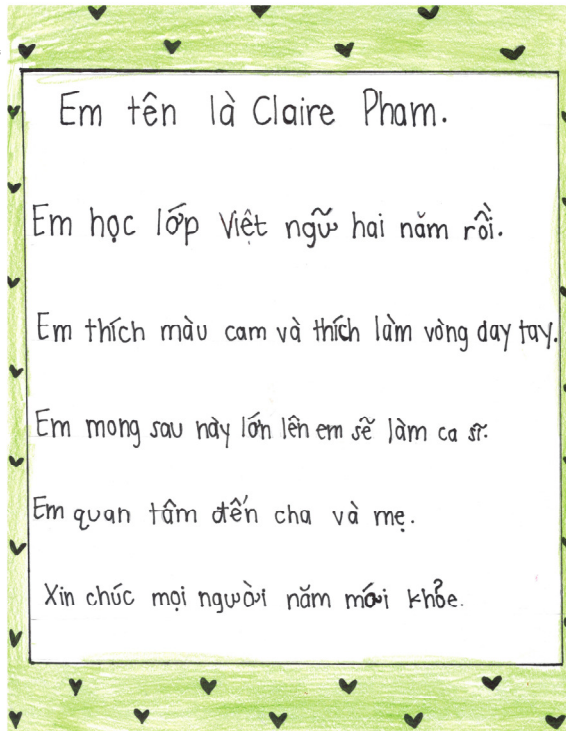 Em tên là Claire Pham.
Em học lớp Việt ngữ hai năm rồi.
Em thích màu cam và thích làm vòng day tay.
Em mong sau này lớn lên em sẽ làm ca sĩ.
Em quan tâm đến cha và mẹ.
Xin chúc mọi người năm mới khỏe.